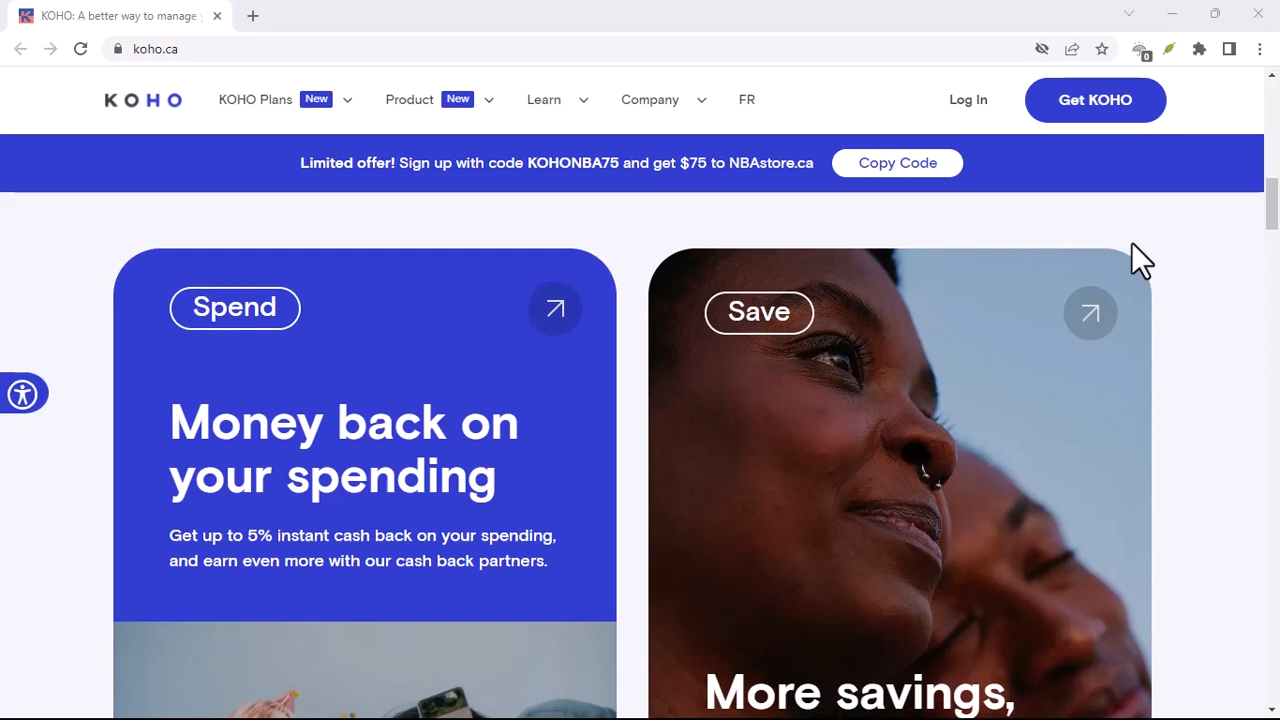 KOHO: A better way to manage
koho.ca
0
KOHO
KOHO Plans New
Product New
Learn
Company
FR
Log In
Get KOHO
Limited offer! Sign up with code KOHONBA75 and get $75 to NBAstore.ca
Copy Code
Spend
Money back on
your spending
Get up to 5% instant cash back on your spending,
and earn even more with our cash back partners.
Save
More savings,